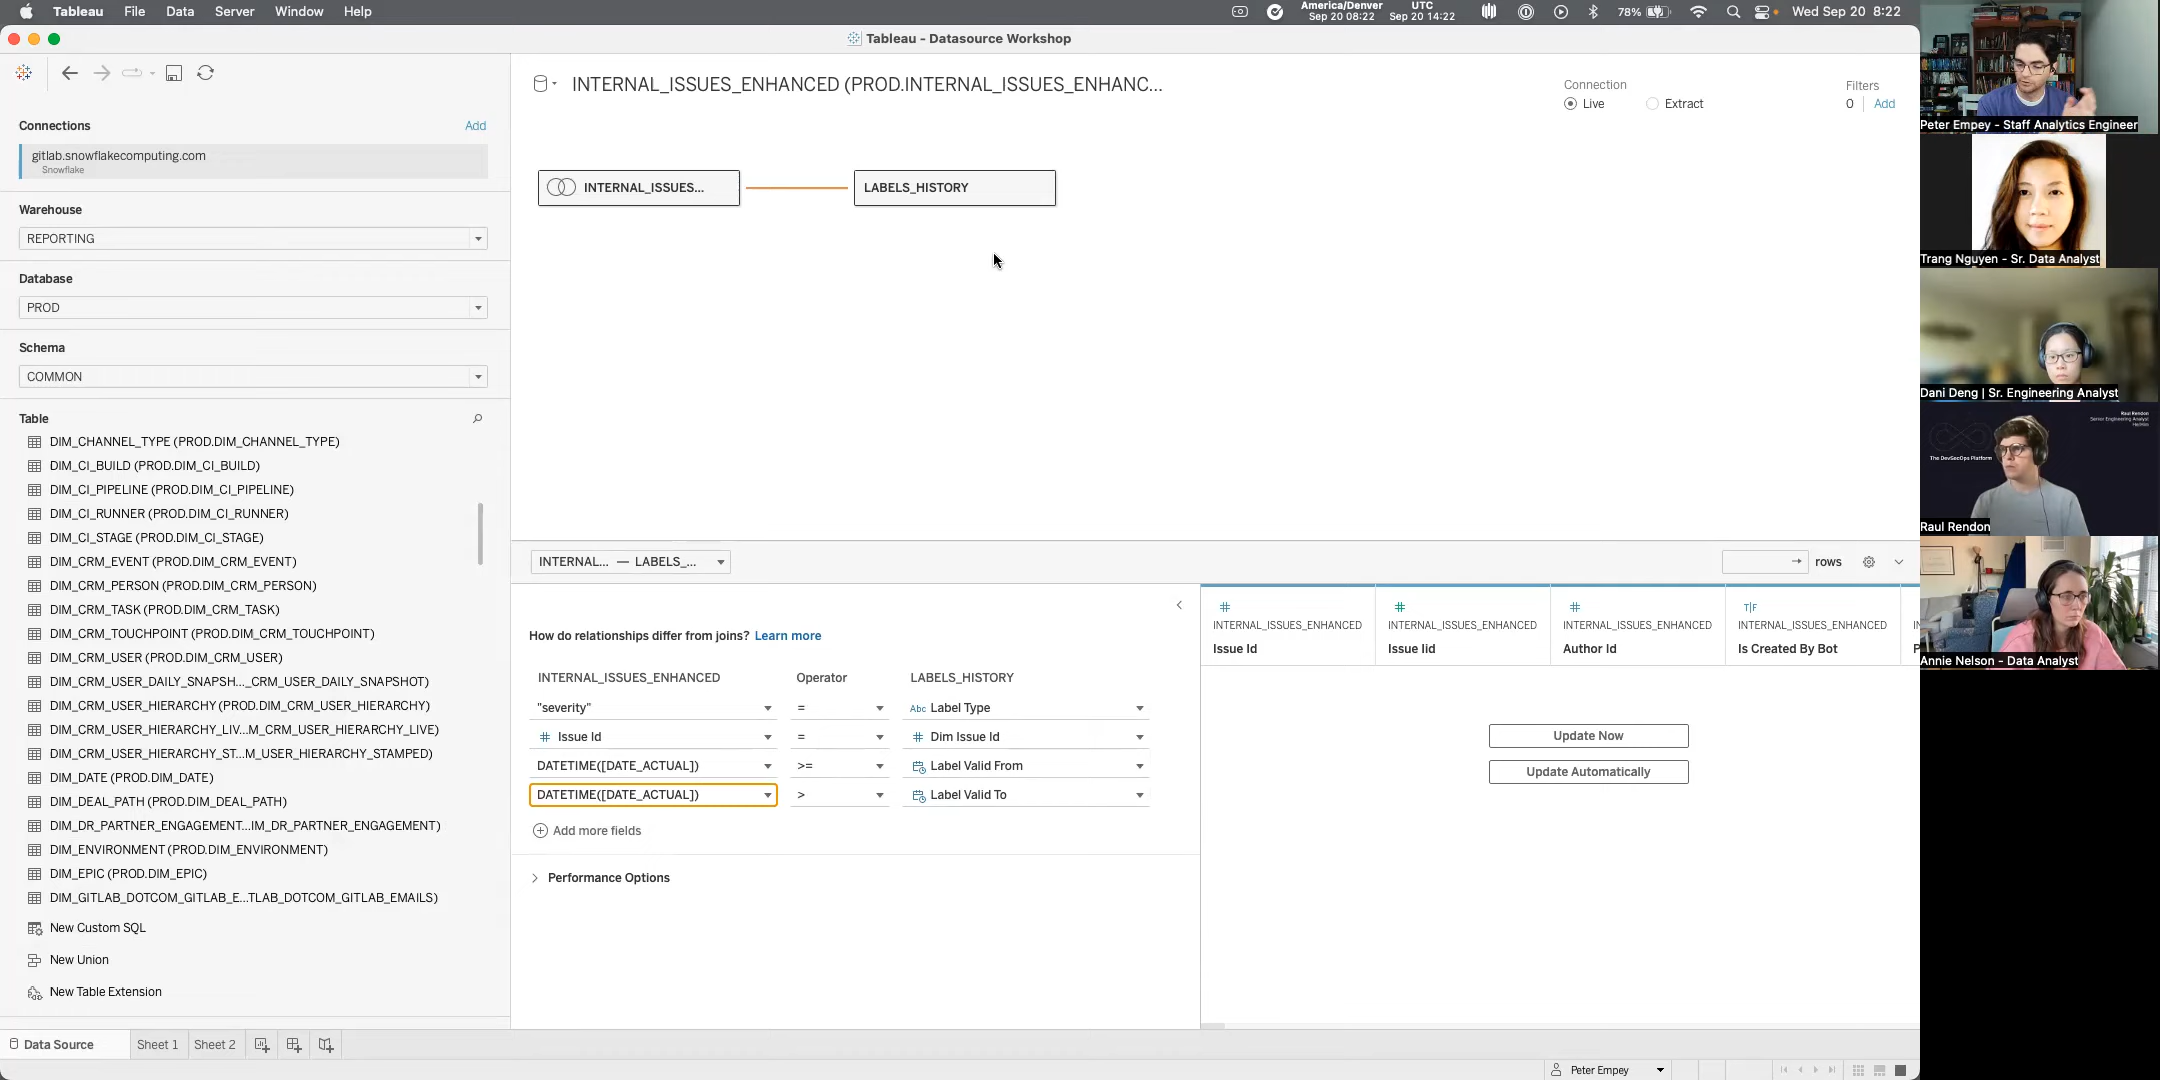 Tableau File Data Server Window Help
America/Denver UTC
Sep 20 08:22 Sep 20 14:22
78%
Wed Sep 20 8:22
Tableau - Datasource Workshop
Connections Add
gitlab.snowflakecomputing.com
Snowflake
Warehouse
REPORTING
Database
PROD
Schema
COMMON
Table
DIM_CHANNEL_TYPE (PROD.DIM_CHANNEL_TYPE)
DIM_CI_BUILD (PROD.DIM_CI_BUILD)
DIM_CI_PIPELINE (PROD.DIM_CI_PIPELINE)
DIM_CI_RUNNER (PROD.DIM_CI_RUNNER)
DIM_CI_STAGE (PROD.DIM_CI_STAGE)
DIM_CRM_EVENT (PROD.DIM_CRM_EVENT)
DIM_CRM_PERSON (PROD.DIM_CRM_PERSON)
DIM_CRM_TASK (PROD.DIM_CRM_TASK)
DIM_CRM_TOUCHPOINT (PROD.DIM_CRM_TOUCHPOINT)
DIM_CRM_USER (PROD.DIM_CRM_USER)
DIM_CRM_USER_DAILY_SNAPSH..._CRM_USER_DAILY_SNAPSHOT)
DIM_CRM_USER_HIERARCHY (PROD.DIM_CRM_USER_HIERARCHY)
DIM_CRM_USER_HIERARCHY_LIV...M_CRM_USER_HIERARCHY_LIVE)
DIM_CRM_USER_HIERARCHY_ST...M_USER_HIERARCHY_STAMPED)
DIM_DATE (PROD.DIM_DATE)
DIM_DEAL_PATH (PROD.DIM_DEAL_PATH)
DIM_DR_PARTNER_ENGAGEMENT...IM_DR_PARTNER_ENGAGEMENT)
DIM_ENVIRONMENT (PROD.DIM_ENVIRONMENT)
DIM_EPIC (PROD.DIM_EPIC)
DIM_GITLAB_DOTCOM_GITLAB_E...TLAB_DOTCOM_GITLAB_EMAILS)
New Custom SQL
New Union
New Table Extension
INTERNAL_ISSUES_ENHANCED (PROD.INTERNAL_ISSUES_ENHANC...
Connection
Live Extract
Filters
0 Add
INTERNAL_ISSUES... LABELS_HISTORY
INTERNAL... — LABELS_...
rows
How do relationships differ from joins? Learn more
INTERNAL_ISSUES_ENHANCED Operator LABELS_HISTORY
"severity" = Abc Label Type
Issue Id = Dim Issue Id
DATETIME([DATE_ACTUAL]) >= Label Valid From
DATETIME([DATE_ACTUAL]) > Label Valid To
Add more fields
Performance Options
T|F
INTERNAL_ISSUES_ENHANCED INTERNAL_ISSUES_ENHANCED INTERNAL_ISSUES_ENHANCED INTERNAL_ISSUES_ENHANCED
Issue Id Issue Iid Author Id Is Created By Bot
Update Now
Update Automatically
Data Source Sheet 1 Sheet 2
Peter Empey
Peter Empey - Staff Analytics Engineer
Trang Nguyen - Sr. Data Analyst
Dani Deng | Sr. Engineering Analyst
Raul Rendon
Senior Engineering Analyst
The DevSecOps Platform
Raul Rendon
Annie Nelson - Data Analyst